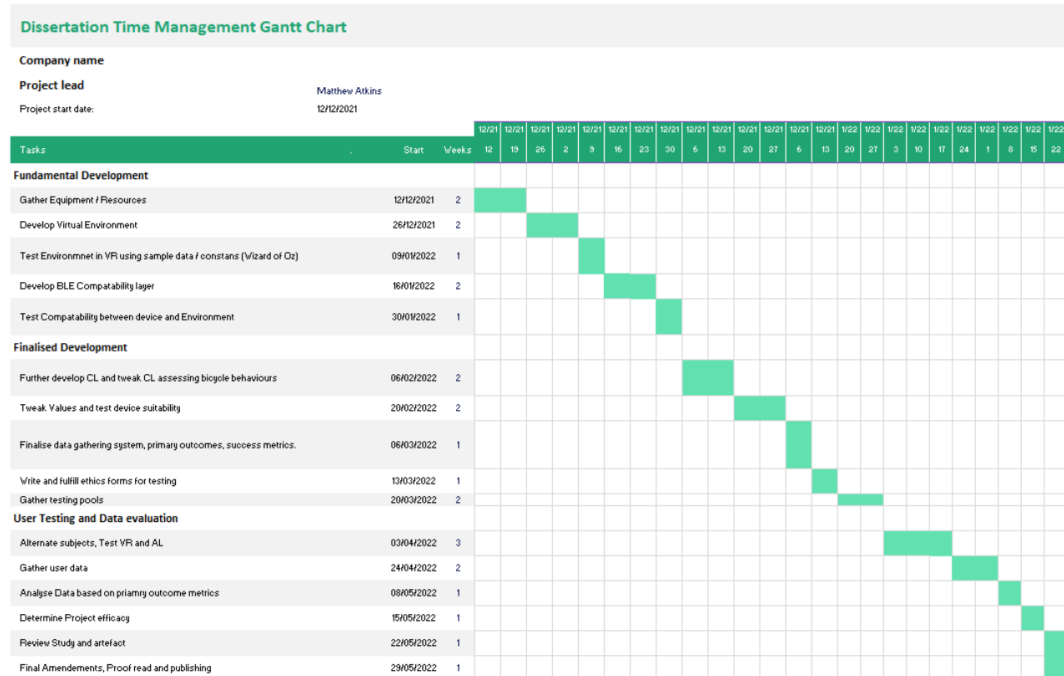 Dissertation Time Management Gantt Chart
Company name
Project lead Matthew Atkins
Project start date: 12/12/2021
12/21 12/21 12/21 12/21 12/21 12/21 12/21 12/21 12/21 12/21 12/21 12/21 12/21 12/21 1/22 1/22 1/22 1/22 1/22 1/22 1/22 1/22 1/22
Tasks . Start Weeks 12 19 26 2 9 16 23 30 6 13 20 27 6 13 20 27 3 10 17 24 1 8 15 22
Fundamental Development
Gather Equipment / Resources 12/12/2021 2
Develop Virtual Environment 26/12/2021 2
Test Environmnet in VR using sample data / constans (Wizard of Oz) 09/01/2022 1
Develop BLE Compatability layer 16/01/2022 2
Test Compatability between device and Environment 30/01/2022 1
Finalised Development
Further develop CL and tweak CL assessing bicycle behaviours 06/02/2022 2
Tweak Values and test device suitability 20/02/2022 2
Finalise data gathering system, primary outcomes, success metrics. 06/03/2022 1
Write and fulfill ethics forms for testing 13/03/2022 1
Gather testing pools 20/03/2022 2
User Testing and Data evaluation
Alternate subjects, Test VR and AL 03/04/2022 3
Gather user data 24/04/2022 2
Analyse Data based on priamry outcome metrics 08/05/2022 1
Determine Project efficacy 15/05/2022 1
Review Study and artefact 22/05/2022 1
Final Amendements, Proof read and publishing 29/05/2022 1